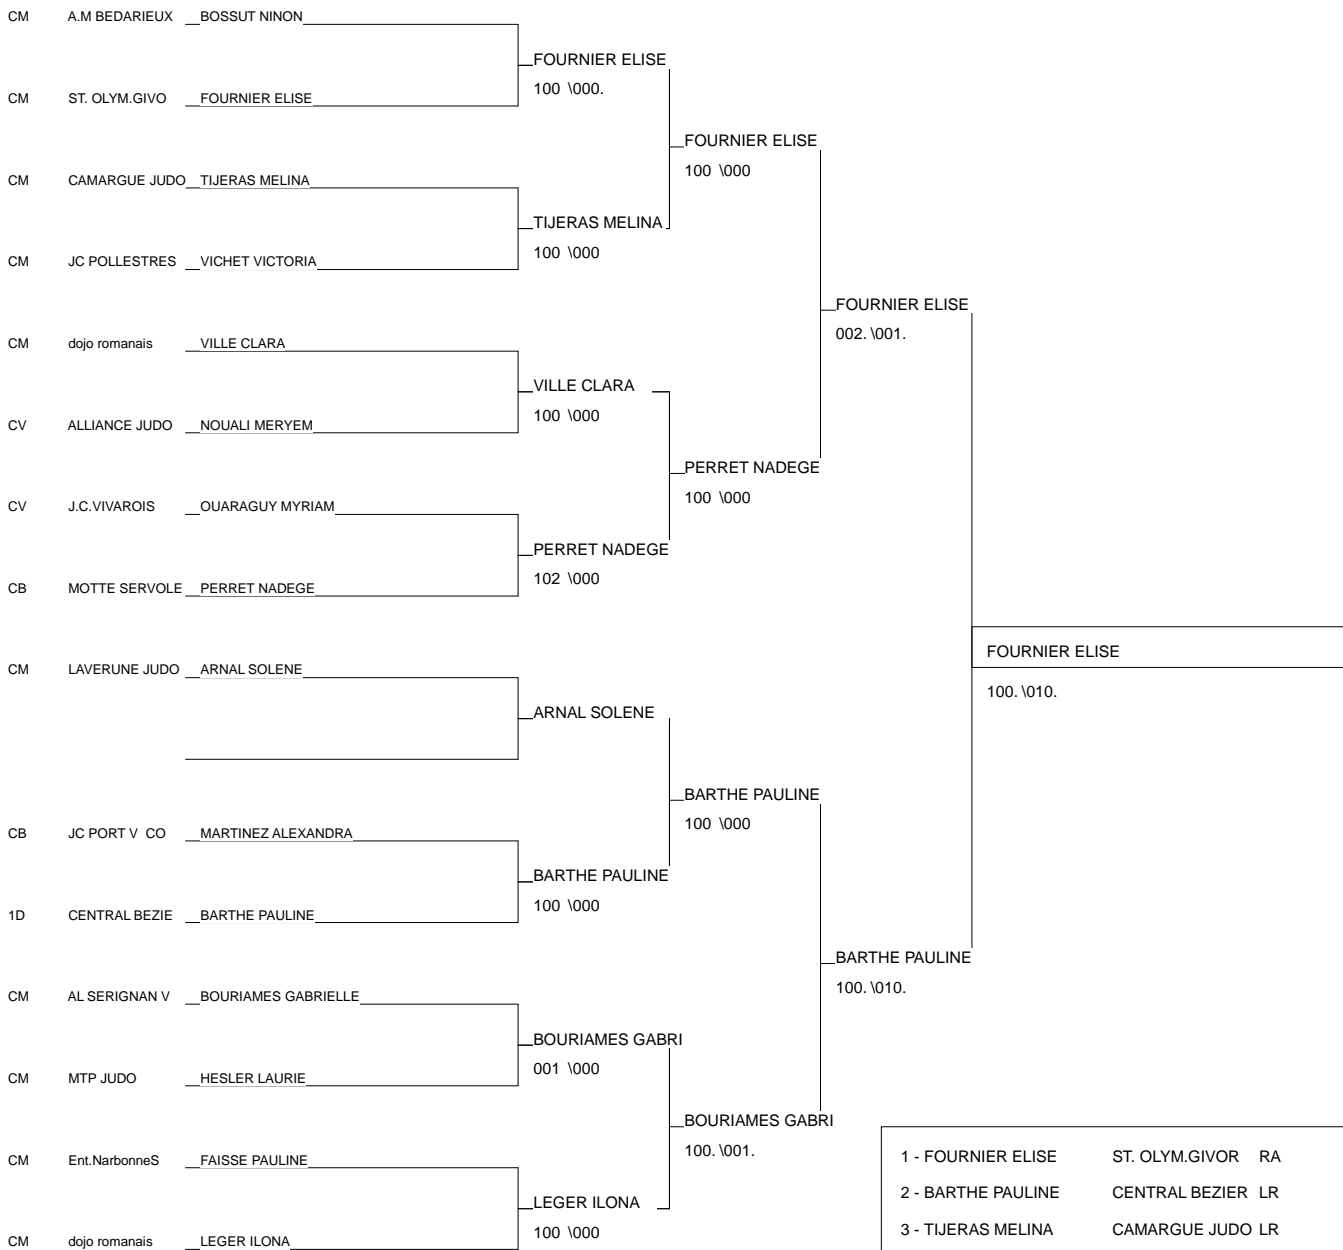 CM A.M BEDARIEUX BOSSUT NINON
FOURNIER ELISE
100 \000.
CM ST. OLYM.GIVO FOURNIER ELISE
FOURNIER ELISE
100 \000
CM CAMARGUE JUDO TIJERAS MELINA
TIJERAS MELINA
100 \000
CM JC POLLESTRES VICHET VICTORIA
FOURNIER ELISE
002. \001.
CM dojo romanais VILLE CLARA
VILLE CLARA
100 \000
CV ALLIANCE JUDO NOUALI MERYEM
PERRET NADEGE
100 \000
CV J.C.VIVAROIS OUARAGUY MYRIAM
PERRET NADEGE
102 \000
CB MOTTE SERVOLE PERRET NADEGE
FOURNIER ELISE
100. \010.
CM LAVERUNE JUDO ARNAL SOLENE
ARNAL SOLENE
BARTHE PAULINE
100 \000
CB JC PORT V CO MARTINEZ ALEXANDRA
BARTHE PAULINE
100 \000
1D CENTRAL BEZIE BARTHE PAULINE
BARTHE PAULINE
100. \010.
CM AL SERIGNAN V BOURIAMES GABRIELLE
BOURIAMES GABRI
001 \000
CM MTP JUDO HESLER LAURIE
BOURIAMES GABRI
100. \001.
CM Ent.NarbonneS FAISSE PAULINE
LEGER ILONA
100 \000
CM dojo romanais LEGER ILONA
1 - FOURNIER ELISE ST. OLYM.GIVOR RA
2 - BARTHE PAULINE CENTRAL BEZIER LR
3 - TIJERAS MELINA CAMARGUE JUDO LR